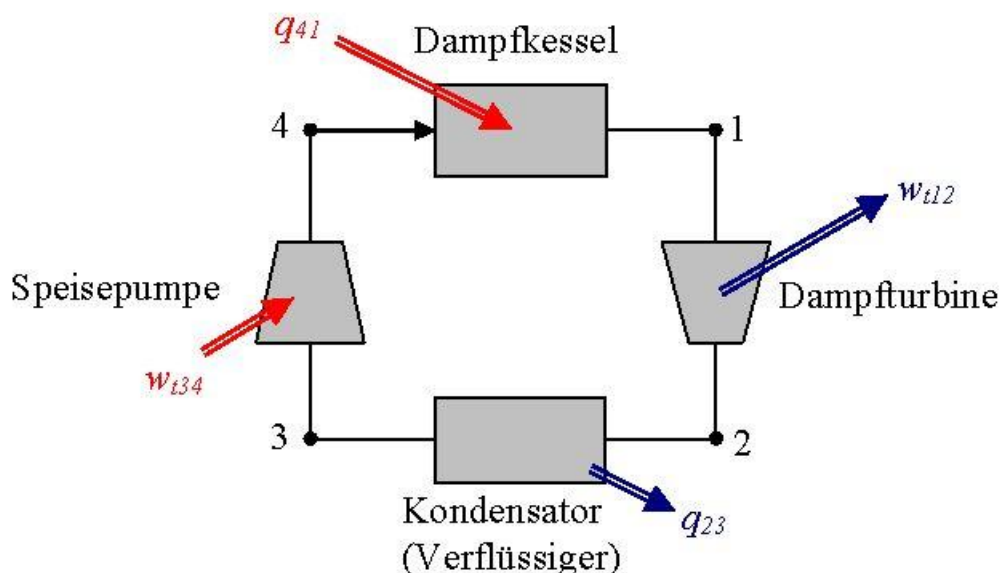 q41
Dampfkessel
4
1
wt12
Speisepumpe
Dampfturbine
wt34
3
2
Kondensator
(Verflüssiger)
q23